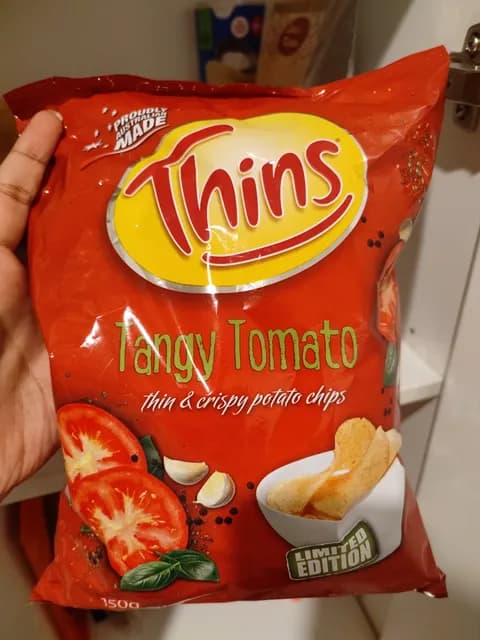 PROUDLY
AUSTRALIAN
MADE
Thins
Tangy Tomato
thin & crispy potato chips
LIMITED
EDITION
150g